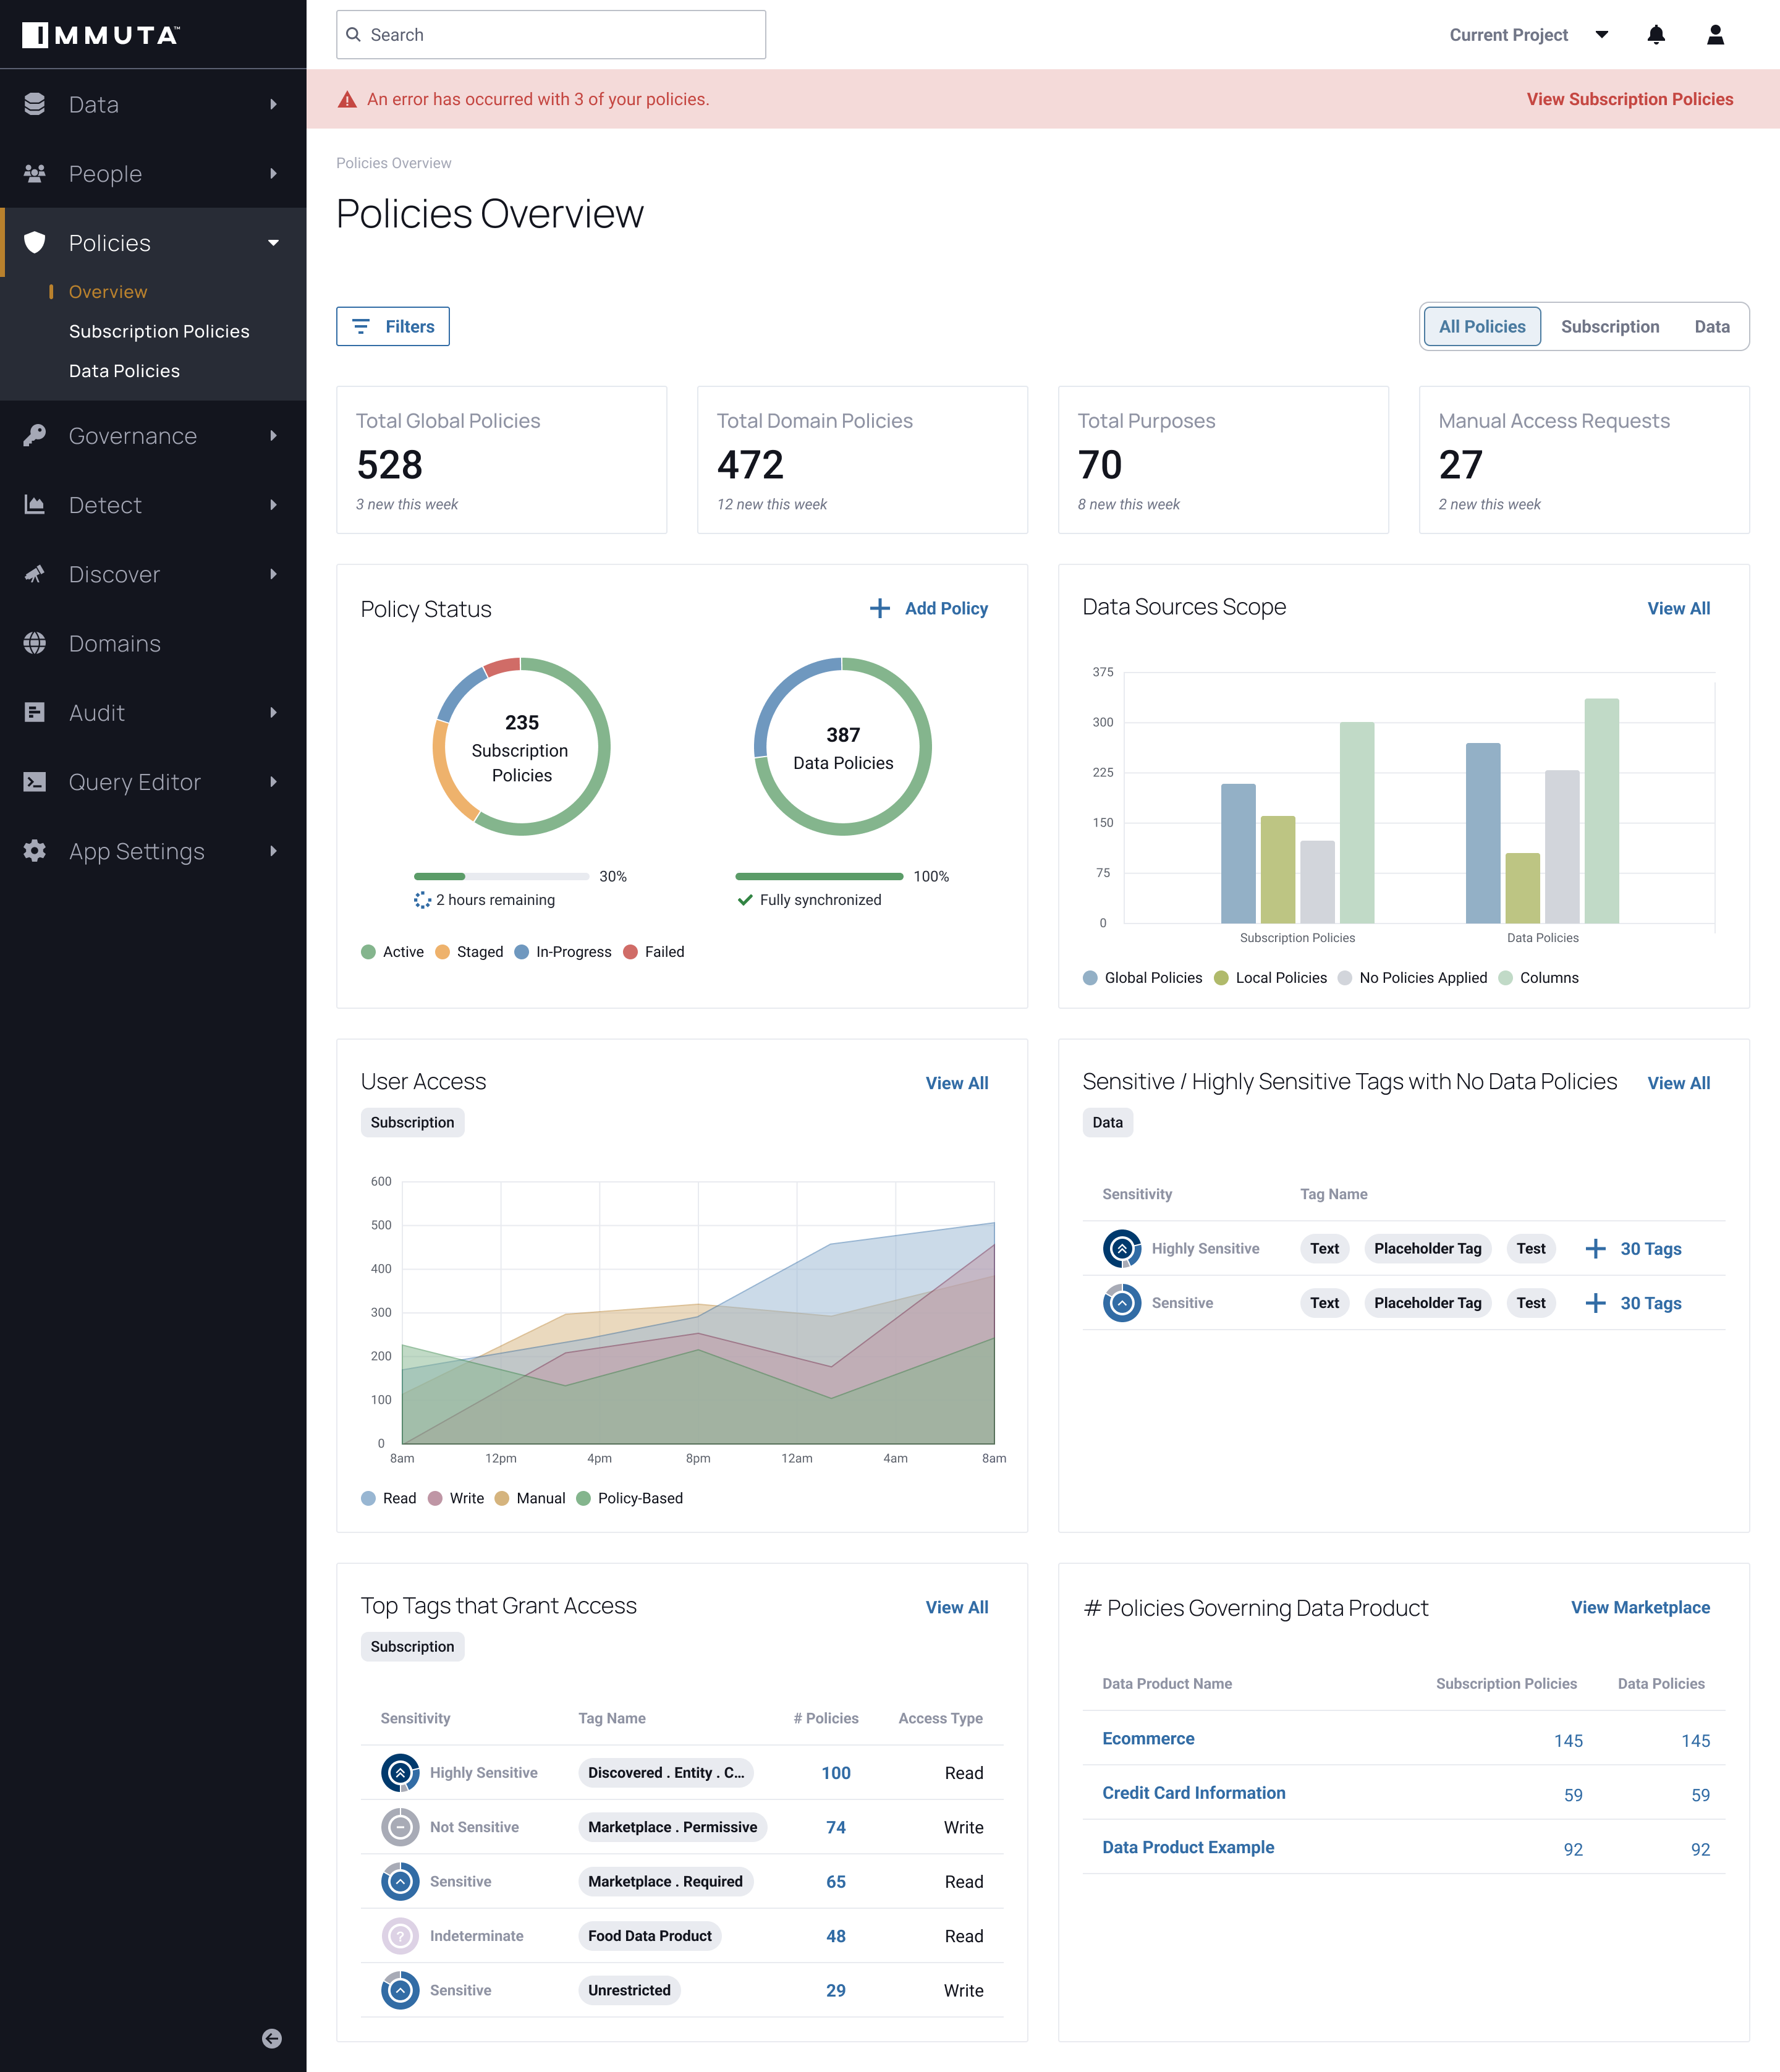 IMMUTA™
Search
Current Project
An error has occurred with 3 of your policies.
View Subscription Policies
Data
People
Policies
Overview
Subscription Policies
Data Policies
Governance
Detect
Discover
Domains
Audit
Query Editor
App Settings
Policies Overview
Policies Overview
Filters
All Policies
Subscription
Data
Total Global Policies
528
3 new this week
Total Domain Policies
472
12 new this week
Total Purposes
70
8 new this week
Manual Access Requests
27
2 new this week
Policy Status
Add Policy
235
Subscription
Policies
387
Data Policies
30%
2 hours remaining
100%
Fully synchronized
Active Staged In-Progress Failed
Data Sources Scope
View All
375
300
225
150
75
0
Subscription Policies Data Policies
Global Policies Local Policies No Policies Applied Columns
User Access
View All
Subscription
600
500
400
300
200
100
0
8am 12pm 4pm 8pm 12am 4am 8am
Read Write Manual Policy-Based
Sensitive / Highly Sensitive Tags with No Data Policies
View All
Data
Sensitivity Tag Name
Highly Sensitive Text Placeholder Tag Test 30 Tags
Sensitive Text Placeholder Tag Test 30 Tags
Top Tags that Grant Access
View All
Subscription
Sensitivity Tag Name # Policies Access Type
Highly Sensitive Discovered . Entity . C... 100 Read
Not Sensitive Marketplace . Permissive 74 Write
Sensitive Marketplace . Required 65 Read
? Indeterminate Food Data Product 48 Read
Sensitive Unrestricted 29 Write
# Policies Governing Data Product
View Marketplace
Data Product Name Subscription Policies Data Policies
Ecommerce 145 145
Credit Card Information 59 59
Data Product Example 92 92